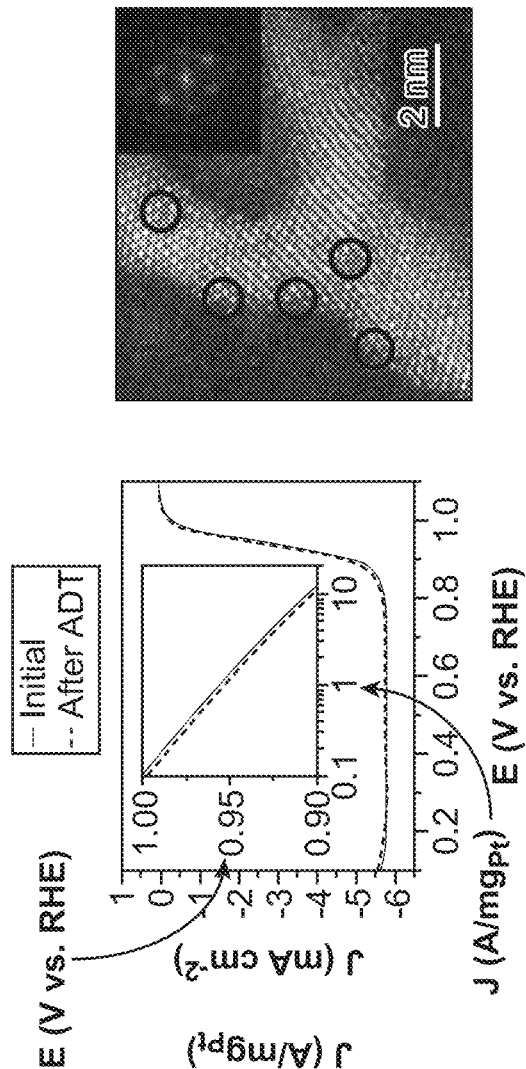 — Initial
--- After ADT
E (V vs. RHE)
J (A/mgPt)
J (mA cm-2)
1
0
-1
-2
-3
-4
-5
-6
1.00
0.95
0.90
0.1
1
10
0.2
0.4
0.6
0.8
1.0
E (V vs. RHE)
J (A/mgPt)
2 nm